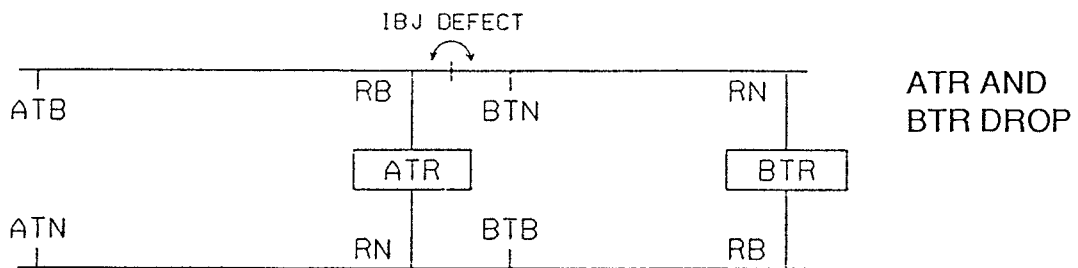 IBJ DEFECT
ATB
RB
BTN
RN
ATR AND
BTR DROP
ATR
BTR
ATN
RN
BTB
RB